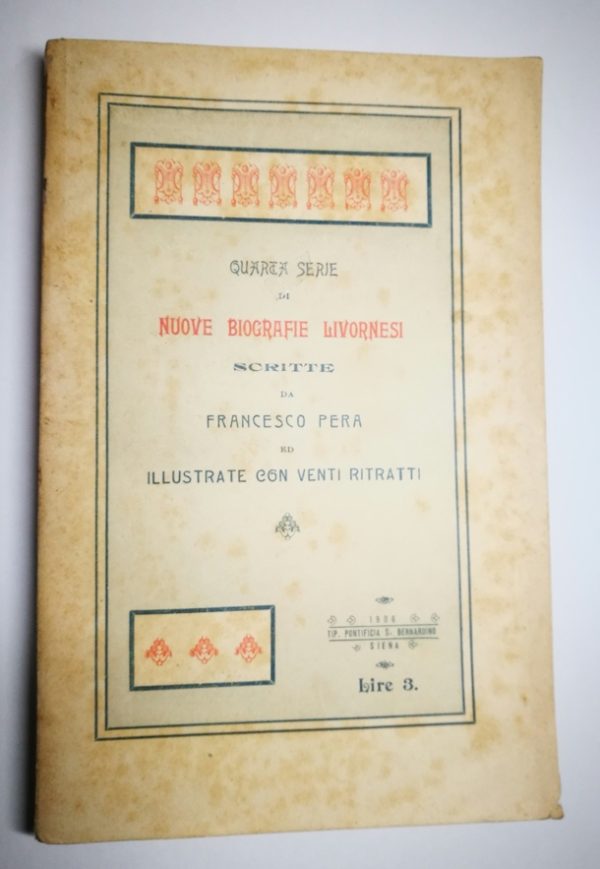 QUARTA SERIE
DI
NUOVE BIOGRAFIE LIVORNESI
SCRITTE
DA
FRANCESCO PERA
ED
ILLUSTRATE CON VENTI RITRATTI
TIP. PONTIFICIA S. BERNARDINO
SIENA
Lire 3.